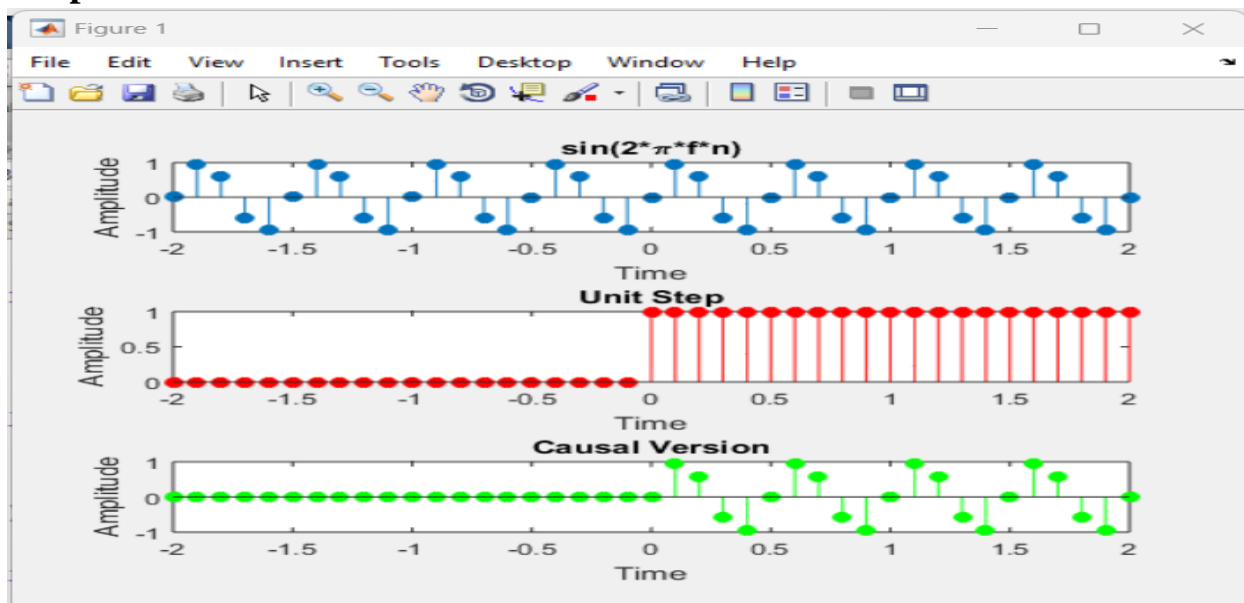 Figure 1
File Edit View Insert Tools Desktop Window Help
sin(2*π*f*n)
Amplitude
1
0
-1
-2 -1.5 -1 -0.5 0 0.5 1 1.5 2
Time
Unit Step
Amplitude
1
0.5
0
-2 -1.5 -1 -0.5 0 0.5 1 1.5 2
Time
Causal Version
Amplitude
1
0
-1
-2 -1.5 -1 -0.5 0 0.5 1 1.5 2
Time